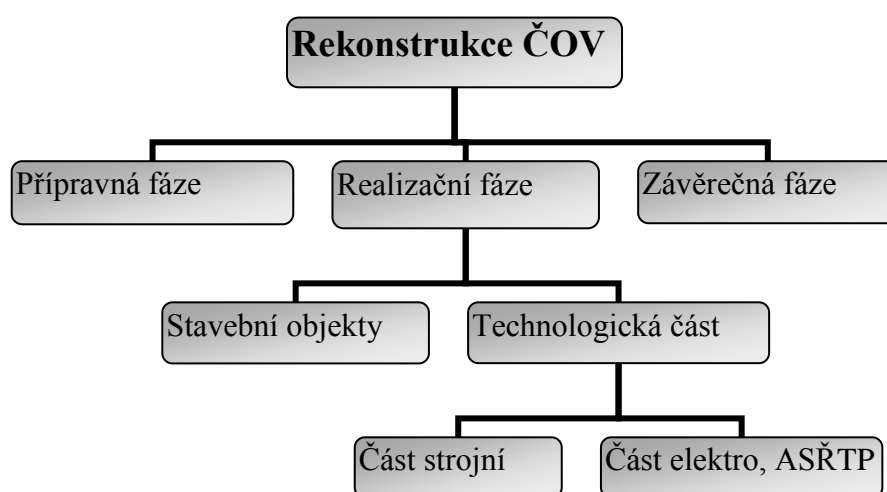 Rekonstrukce ČOV
Přípravná fáze
Realizační fáze
Závěrečná fáze
Stavební objekty
Technologická část
Část strojní
Část elektro, ASŘTP